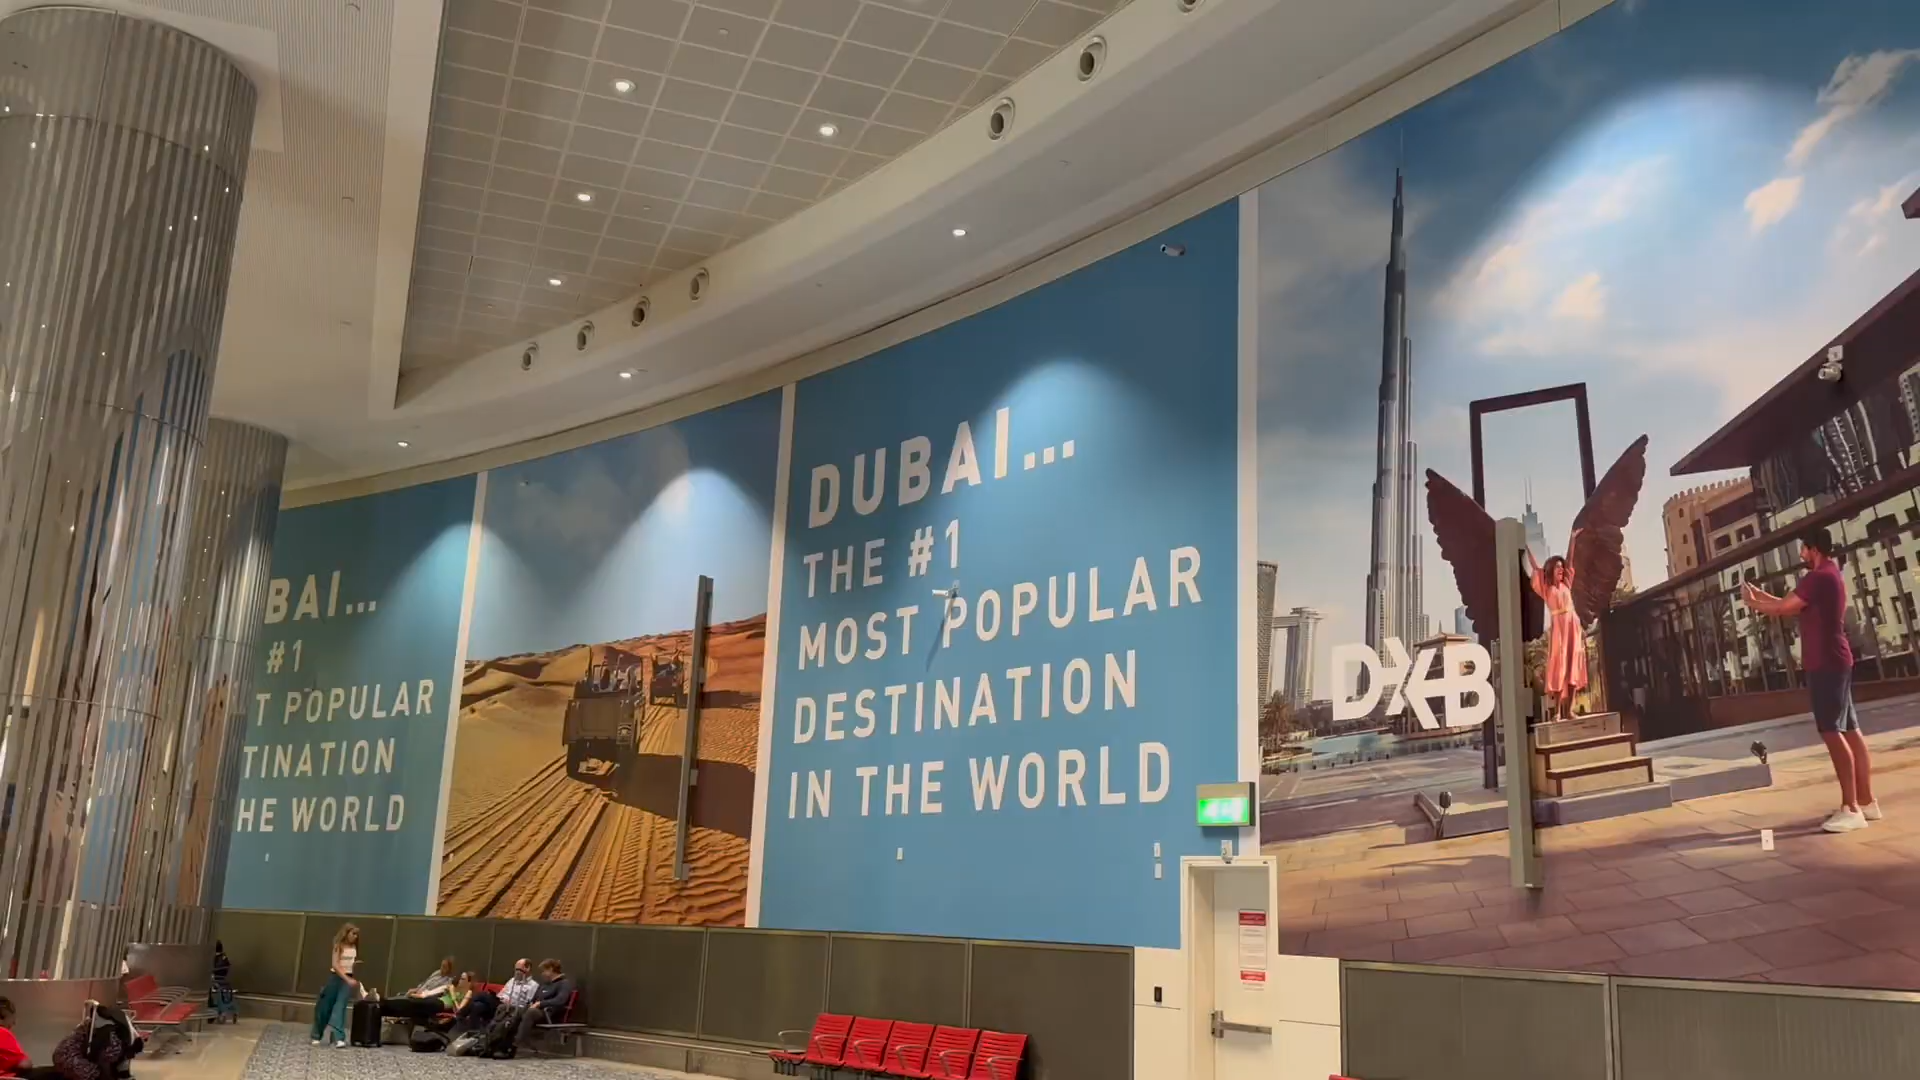 BAI...
#1
T POPULAR
TINATION
HE WORLD
DUBAI...
THE #1
MOST POPULAR
DESTINATION
IN THE WORLD
DXB